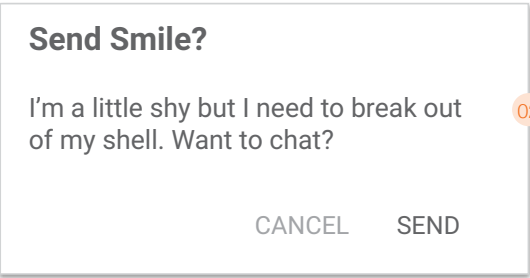 Send Smile?
I'm a little shy but I need to break out
of my shell. Want to chat?
CANCEL SEND